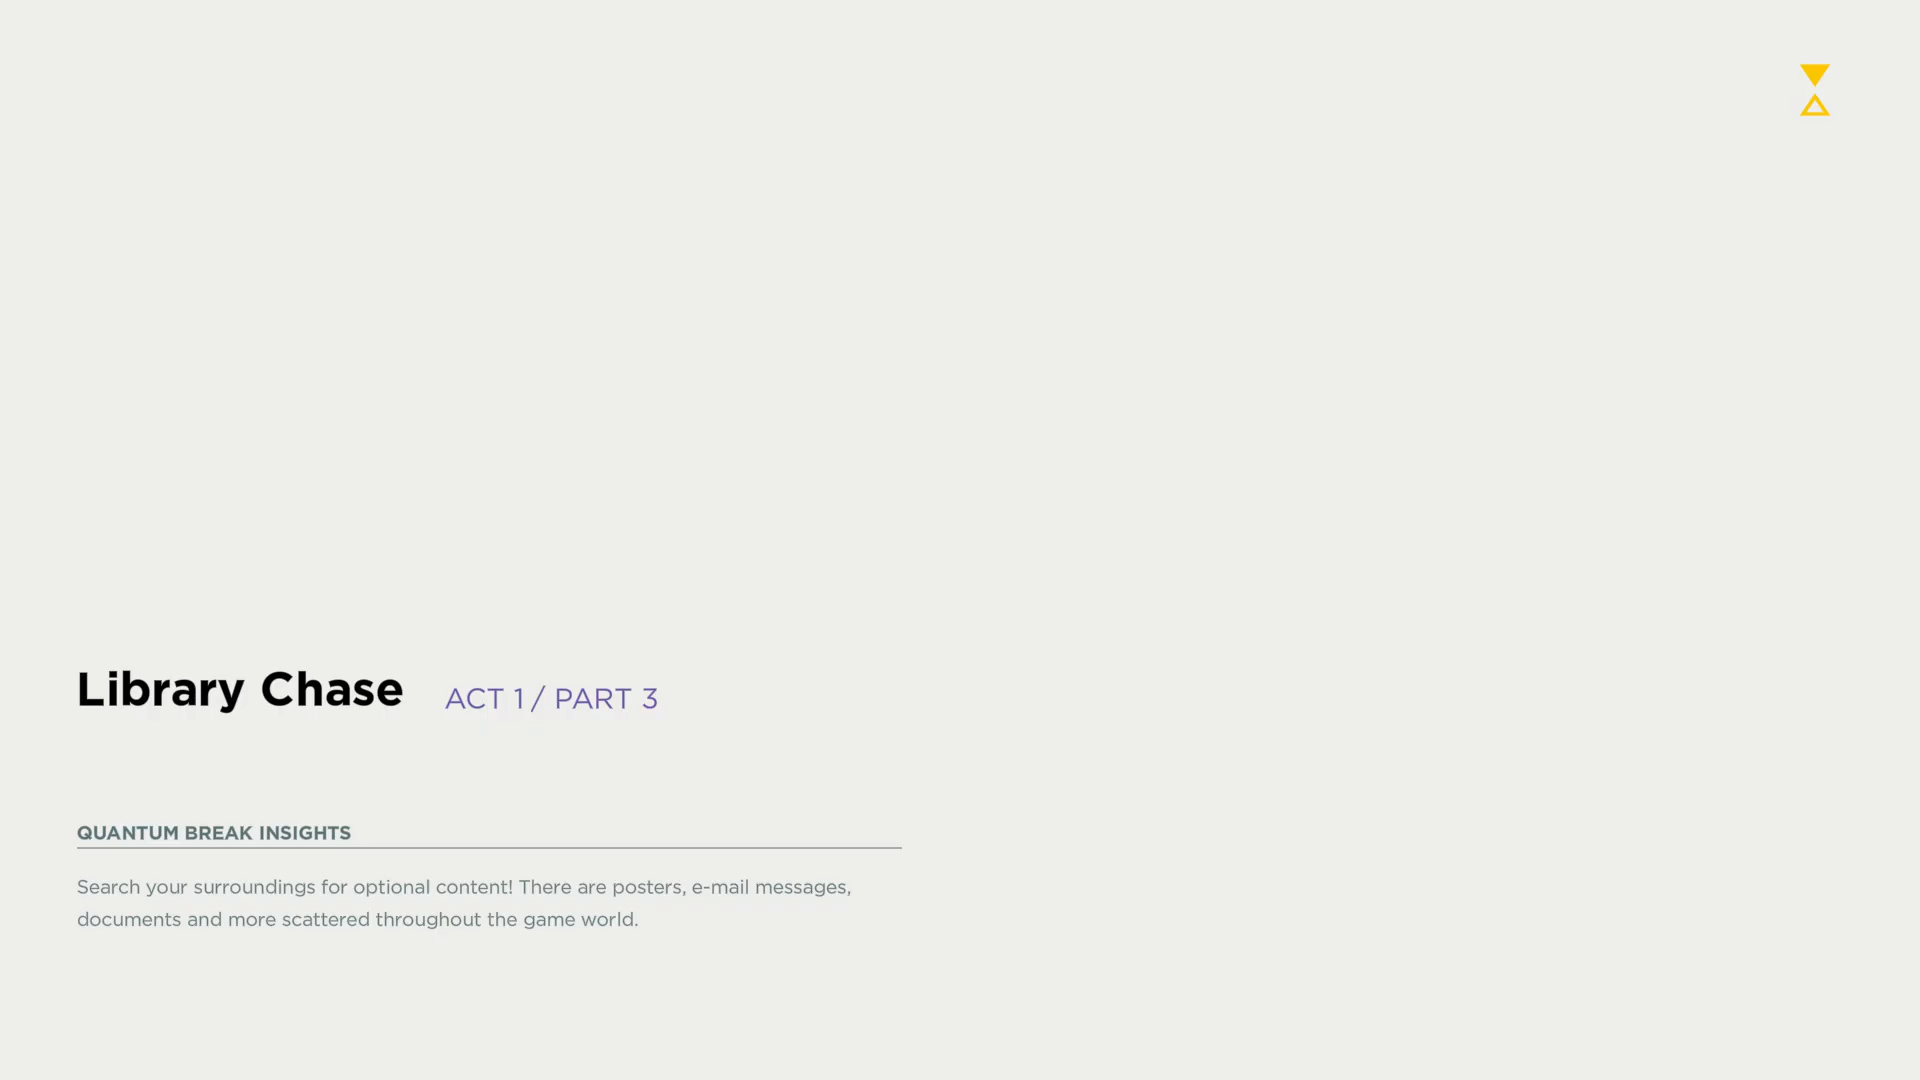 Library Chase ACT 1 / PART 3
QUANTUM BREAK INSIGHTS
Search your surroundings for optional content! There are posters, e-mail messages,
documents and more scattered throughout the game world.